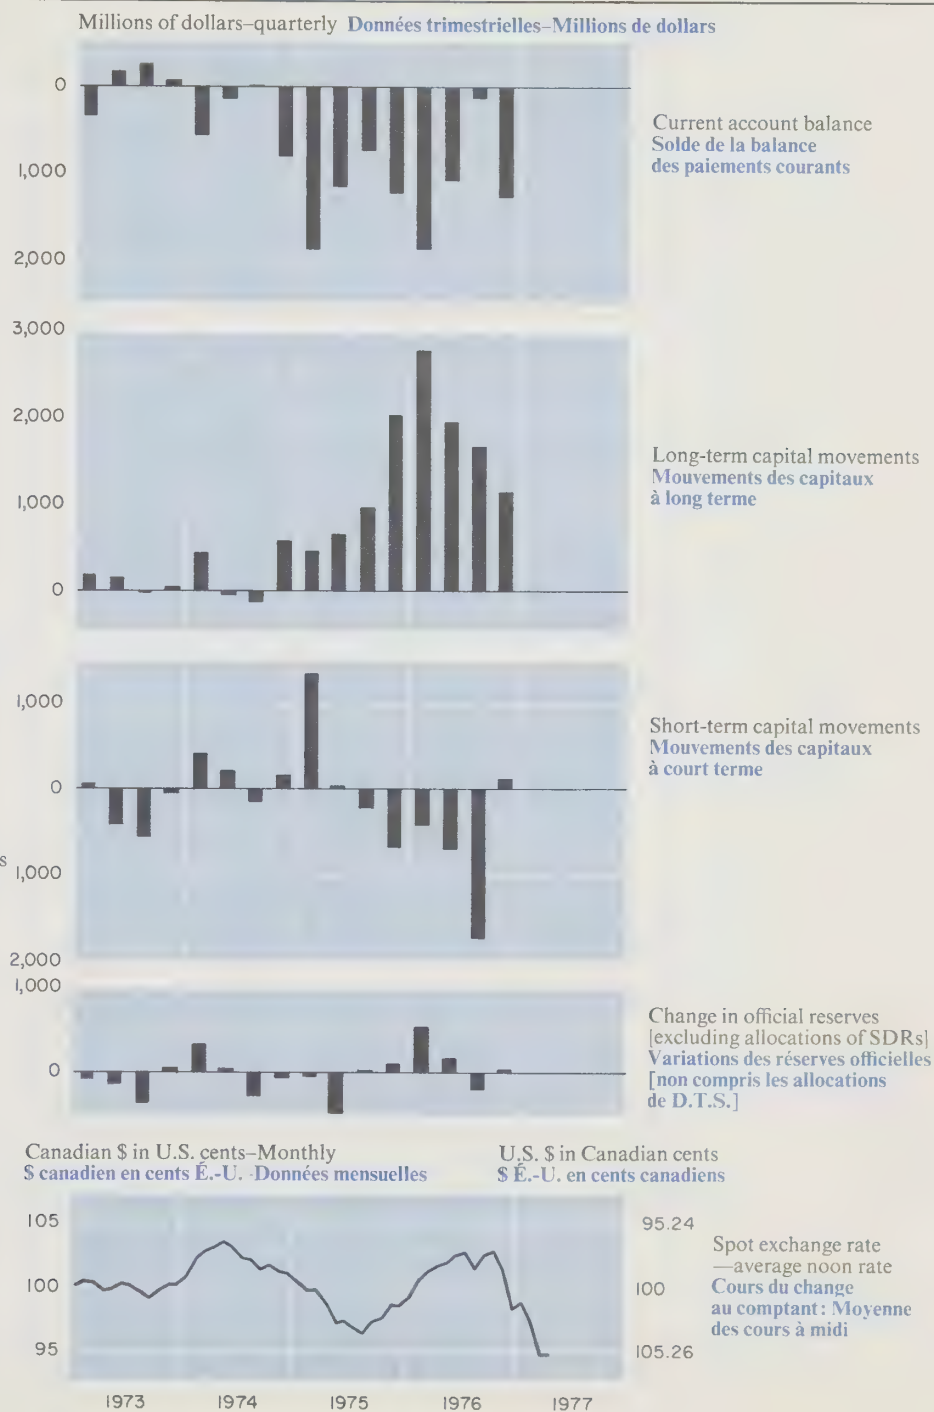 Millions of dollars–quarterly Données trimestrielles–Millions de dollars
0
1,000
2,000
Current account balance
Solde de la balance
des paiements courants
3,000
2,000
1,000
0
Long-term capital movements
Mouvements des capitaux
à long terme
1,000
0
s 1,000
2,000
Short-term capital movements
Mouvements des capitaux
à court terme
1,000
0
Change in official reserves
[excluding allocations of SDRs]
Variations des réserves officielles
[non compris les allocations
de D.T.S.]
Canadian $ in U.S. cents–Monthly
$ canadien en cents É.-U. -Données mensuelles
U.S. $ in Canadian cents
$ É.-U. en cents canadiens
105
100
95
95.24
100
105.26
Spot exchange rate
—average noon rate
Cours du change
au comptant: Moyenne
des cours à midi
1973 1974 1975 1976 1977